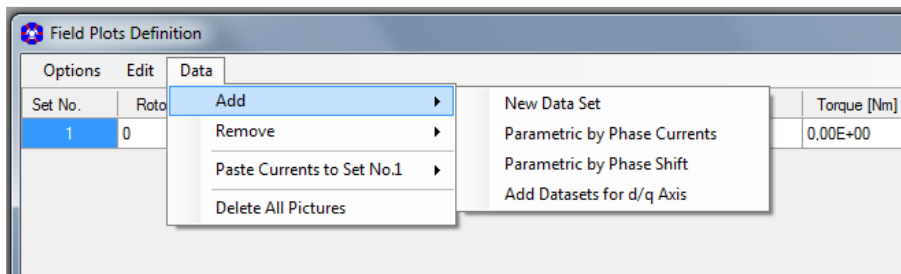 Field Plots Definition
Options Edit Data
Set No. Roto Torque [Nm]
1 0 0,00E+00
Add
Remove
Paste Currents to Set No.1
Delete All Pictures
New Data Set
Parametric by Phase Currents
Parametric by Phase Shift
Add Datasets for d/q Axis